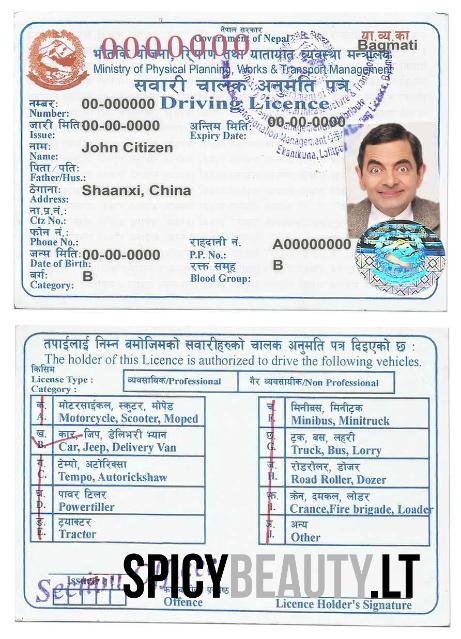 नेपाल सरकार
Government of Nepal
या.व्य.का
Bagmati
0000000
भौतिक योजना, निर्माण तथा यातायात व्यवस्था मन्त्रालय
Ministry of Physical Planning, Works & Transport Management
सवारी चालक अनुमति पत्र
नम्बर: 00-000000 Driving Licence
Number:
जारी मिति: 00-00-0000 अन्तिम मिति: 00-00-0000
Issue: Expiry Date:
नाम: John Citizen
Name:
पिता/पति:
Father/Hus.:
ठेगाना: Shaanxi, China
Address:
ना.प्र.नं.:
Ctz No.:
फोन नं.:
Phone No.: राहदानी नं. A00000000
जन्म मिति: 00-00-0000
Date of Birth: P.P. No.:
वर्ग: B रक्त समुह B
Category: Blood Group:
तपाईलाई निम्न बमोजिमको सवारीहरुको चालक अनुमति पत्र दिइएको छ :
The holder of this Licence is authorized to drive the following vehicles.
किसिम
License Type : व्यवसायिक/Professional गैर व्यवसायीक/Non Professional
Category :
क. मोटरसाइकल, स्कुटर, मोपेड
A. Motorcycle, Scooter, Moped
ख. कार, जिप, डेलिभरी भ्यान
B. Car, Jeep, Delivery Van
ग. टेम्पो, अटोरिक्सा
C. Tempo, Autorickshaw
घ. पावर टिलर
D. Powertiller
ङ. ट्र्याक्टर
E. Tractor
च. मिनीबस, मिनीट्रक
F. Minibus, Minitruck
छ. ट्रक, बस, लहरी
G. Truck, Bus, Lorry
ज. रोडरोलर, डोजर
H. Road Roller, Dozer
झ. क्रेन, दमकल, लोडर
I. Crance,Fire brigade, Loader
ञ. अन्य
J. Other
SPICYBEAUTY.LT
Section
Offence
Licence Holder's Signature